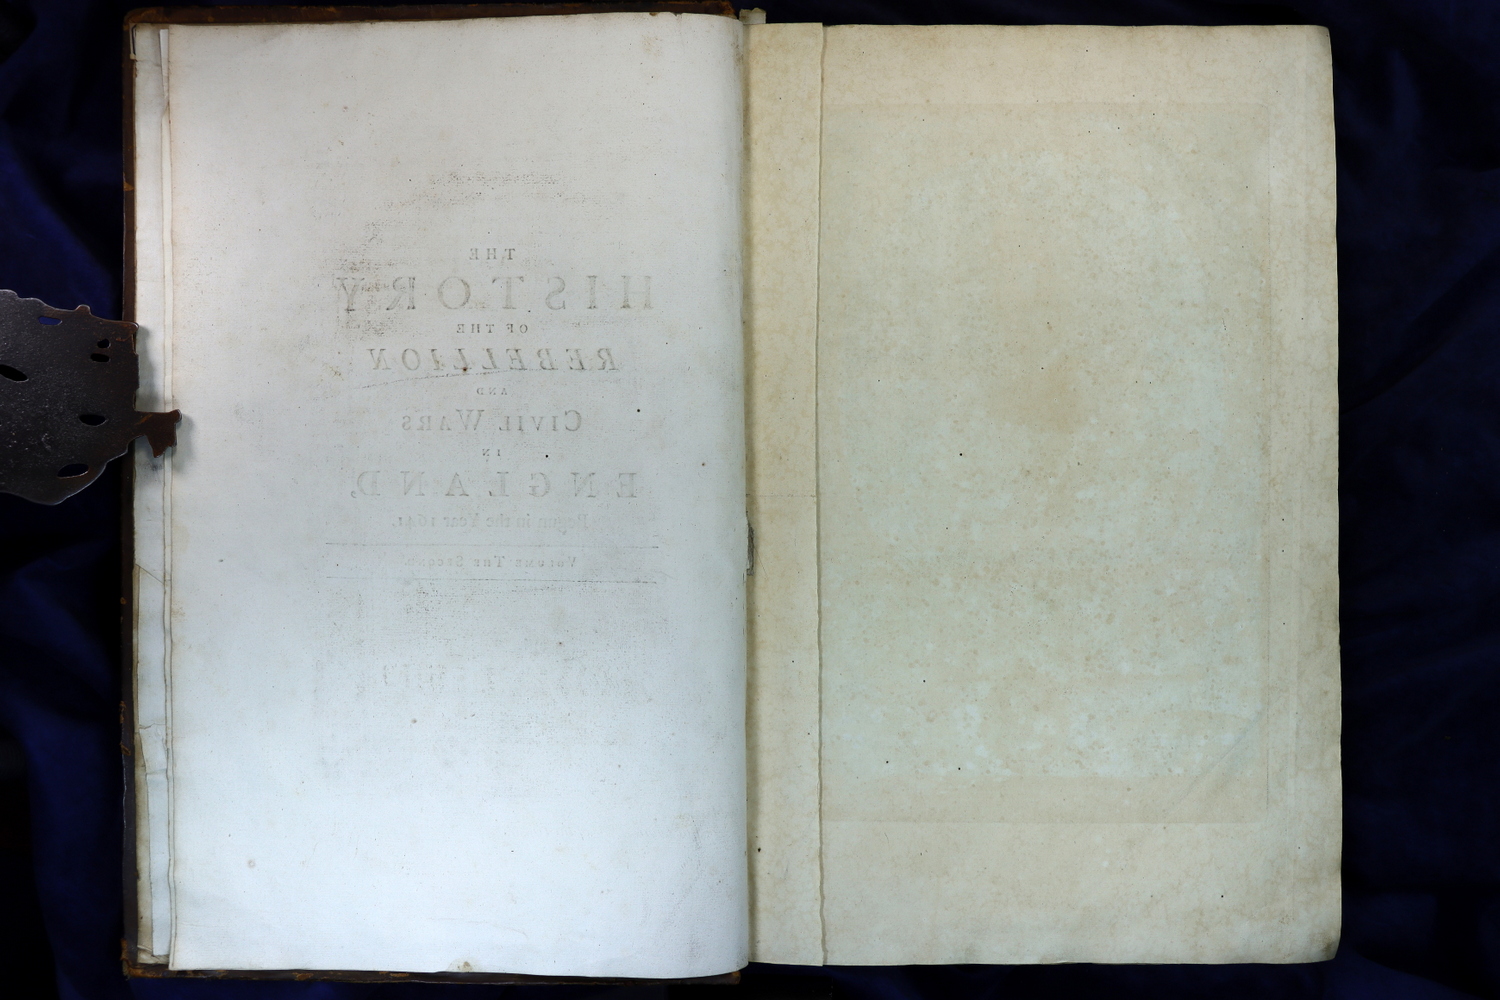 THE
HISTORY
OF THE
REBELLION
AND
CIVIL WARS
IN
ENGLAND,
Begun in the Year 1641.
VOLUME THE SECOND.